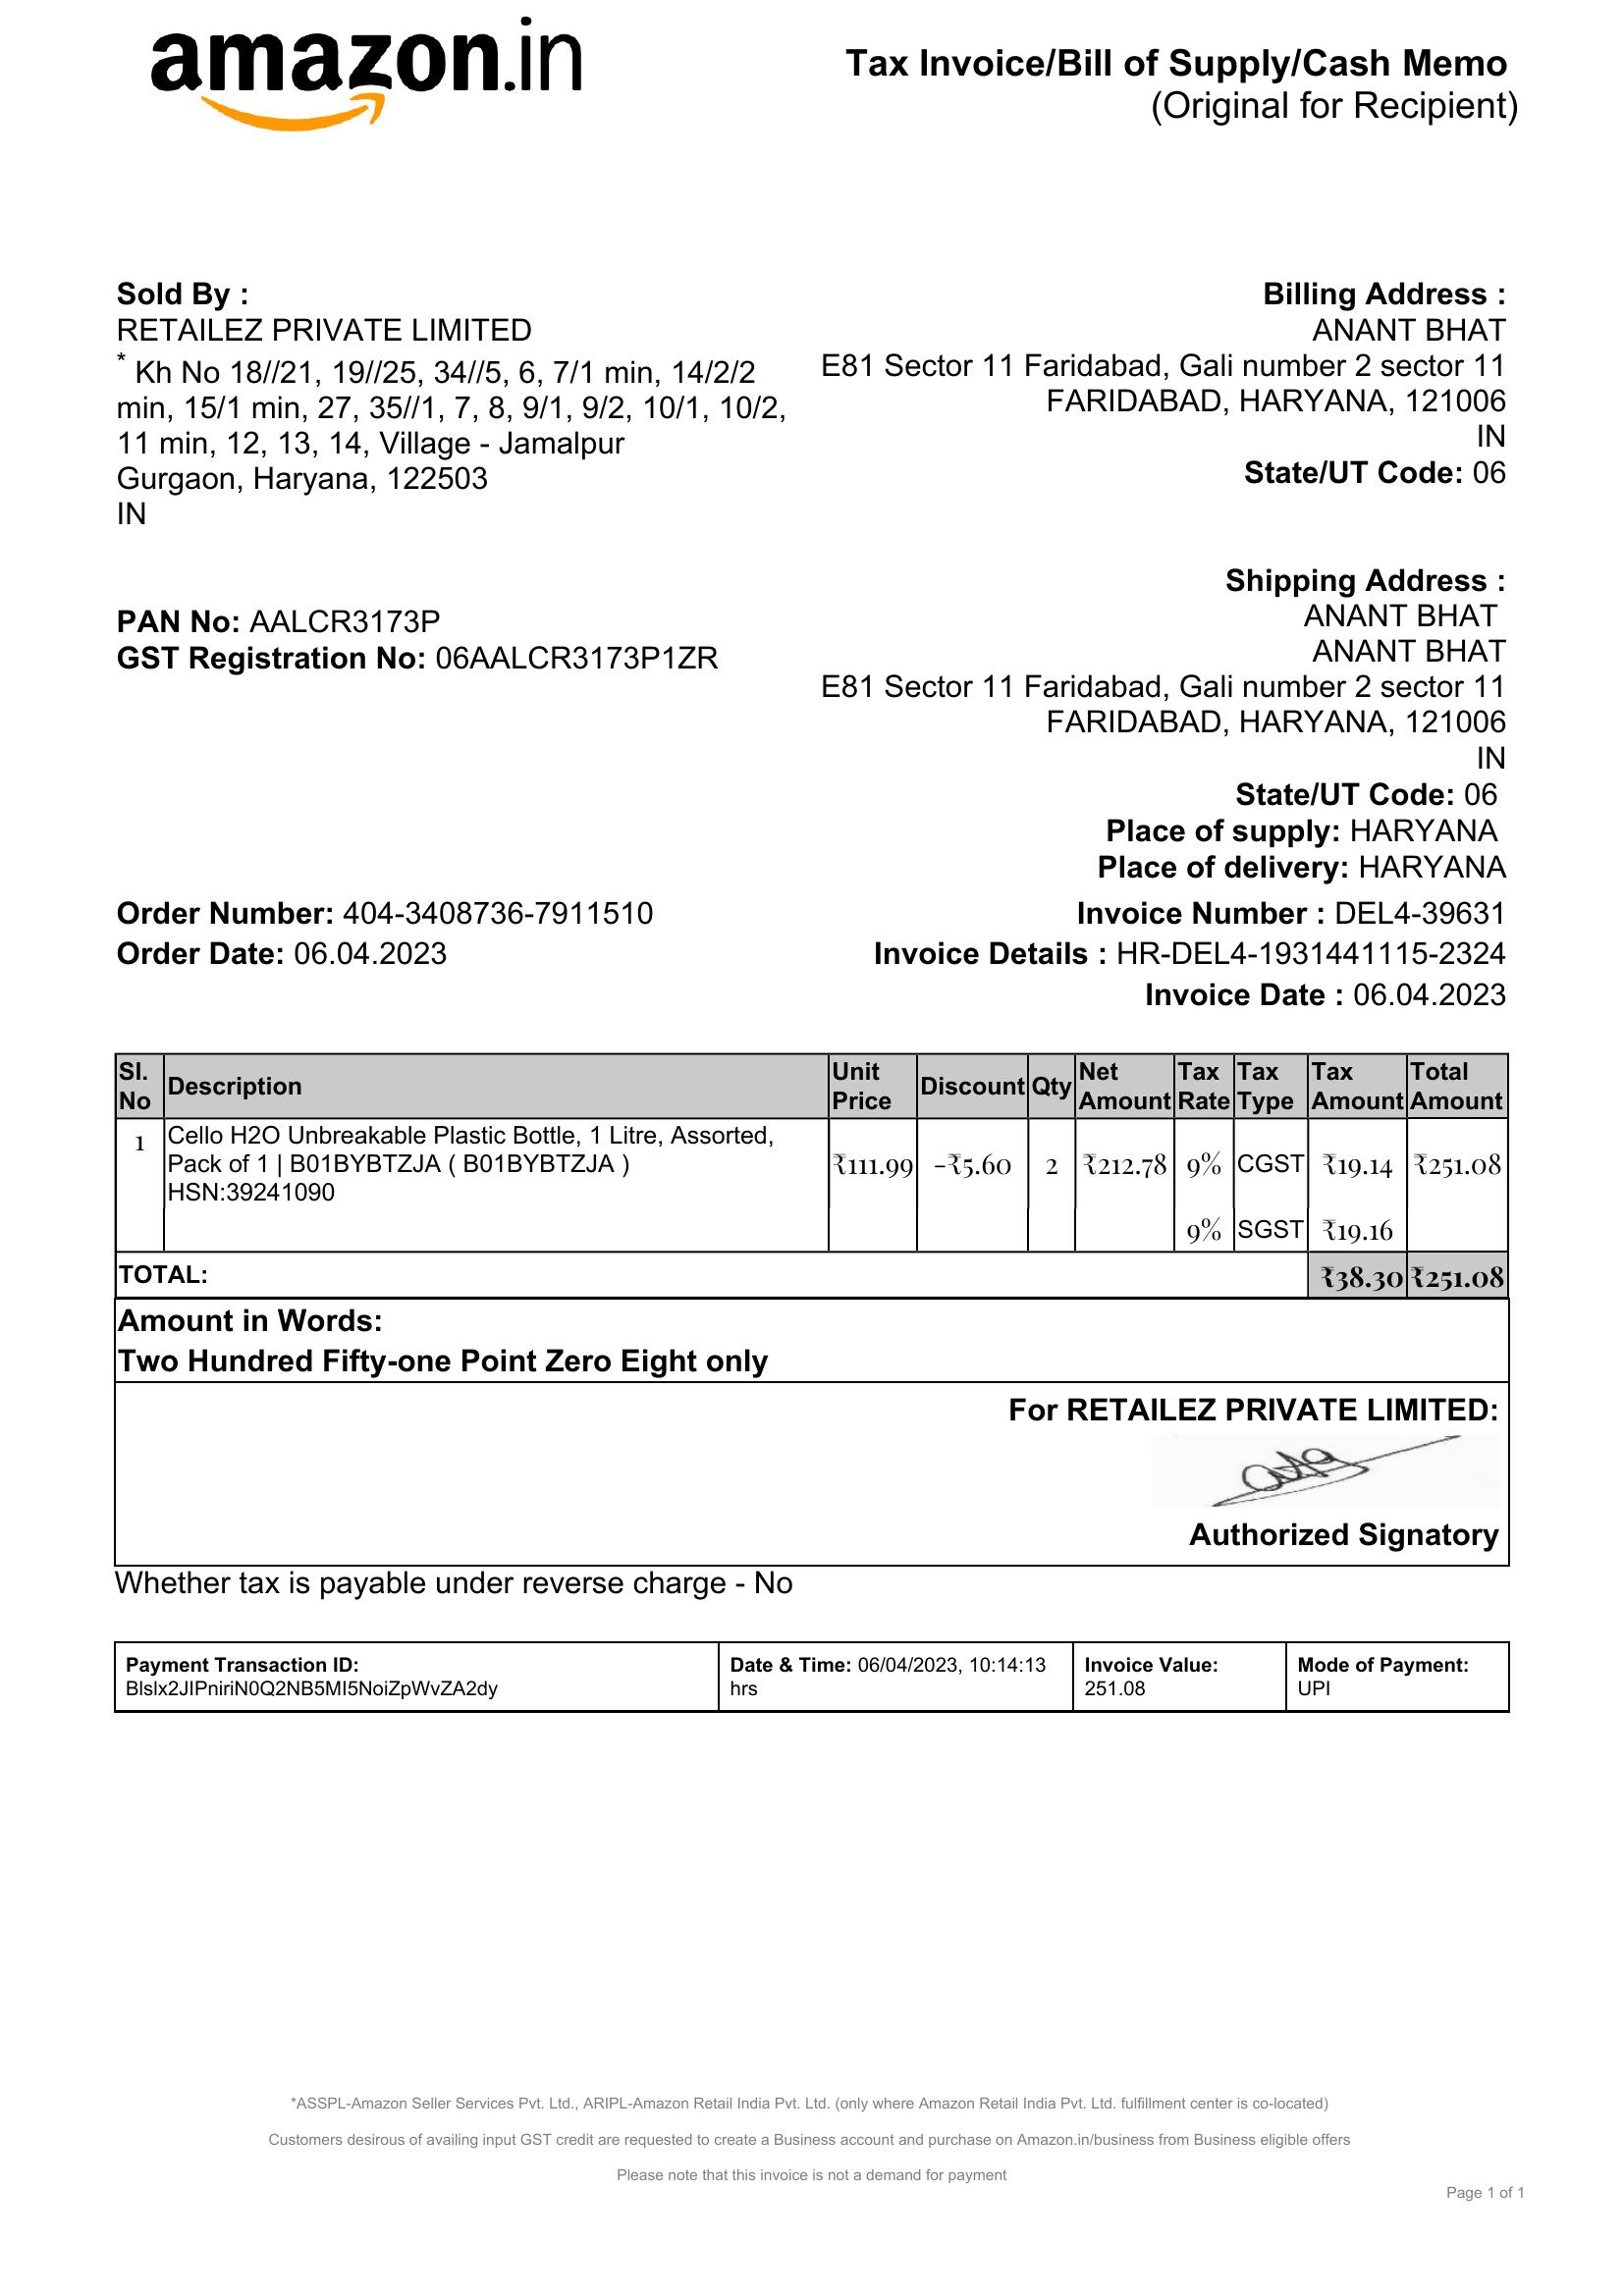 amazon.in
Tax Invoice/Bill of Supply/Cash Memo
(Original for Recipient)
Sold By :
RETAILEZ PRIVATE LIMITED
* Kh No 18//21, 19//25, 34//5, 6, 7/1 min, 14/2/2
min, 15/1 min, 27, 35//1, 7, 8, 9/1, 9/2, 10/1, 10/2,
11 min, 12, 13, 14, Village - Jamalpur
Gurgaon, Haryana, 122503
IN
PAN No: AALCR3173P
GST Registration No: 06AALCR3173P1ZR
Billing Address :
ANANT BHAT
E81 Sector 11 Faridabad, Gali number 2 sector 11
FARIDABAD, HARYANA, 121006
IN
State/UT Code: 06
Shipping Address :
ANANT BHAT
ANANT BHAT
E81 Sector 11 Faridabad, Gali number 2 sector 11
FARIDABAD, HARYANA, 121006
IN
State/UT Code: 06
Place of supply: HARYANA
Place of delivery: HARYANA
Order Number: 404-3408736-7911510
Order Date: 06.04.2023
Invoice Number : DEL4-39631
Invoice Details : HR-DEL4-1931441115-2324
Invoice Date : 06.04.2023
Sl. No Description Unit Price Discount Qty Net Amount Tax Rate Tax Type Tax Amount Total Amount
1 Cello H2O Unbreakable Plastic Bottle, 1 Litre, Assorted,
Pack of 1 | B01BYBTZJA ( B01BYBTZJA ) ₹111.99 -₹5.60 2 ₹212.78 9% CGST ₹19.14 ₹251.08
HSN:39241090
9% SGST ₹19.16
TOTAL: ₹38.30 ₹251.08
Amount in Words:
Two Hundred Fifty-one Point Zero Eight only
For RETAILEZ PRIVATE LIMITED:
Authorized Signatory
Whether tax is payable under reverse charge - No
Payment Transaction ID:
BlsIx2JIPniriN0Q2NB5MI5NoiZpWvZA2dy
Date & Time: 06/04/2023, 10:14:13
hrs
Invoice Value:
251.08
Mode of Payment:
UPI
*ASSPL-Amazon Seller Services Pvt. Ltd., ARIPL-Amazon Retail India Pvt. Ltd. (only where Amazon Retail India Pvt. Ltd. fulfillment center is co-located)
Customers desirous of availing input GST credit are requested to create a Business account and purchase on Amazon.in/business from Business eligible offers
Please note that this invoice is not a demand for payment
Page 1 of 1